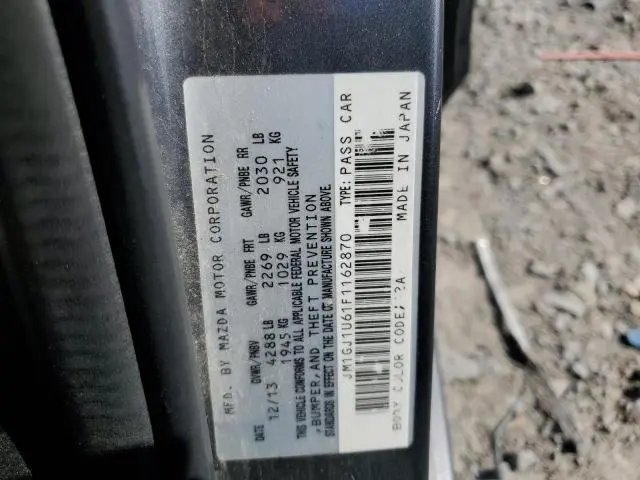 MFD. BY MAZDA MOTOR CORPORATION
DATE GVWR/PNBV GAWR/PNBE FRT GAWR/PNBE RR
12/13 4288 LB 2269 LB 2030 LB
1945 KG 1029 KG 921 KG
THIS VEHICLE CONFORMS TO ALL APPLICABLE FEDERAL MOTOR VEHICLE SAFETY
, BUMPER, AND THEFT PREVENTION
STANDARDS IN EFFECT ON THE DATE OF MANUFACTURE SHOWN ABOVE.
JM1GJ1U61F1162870 TYPE: PASS CAR
BODY COLOR CODE
MADE IN JAPAN